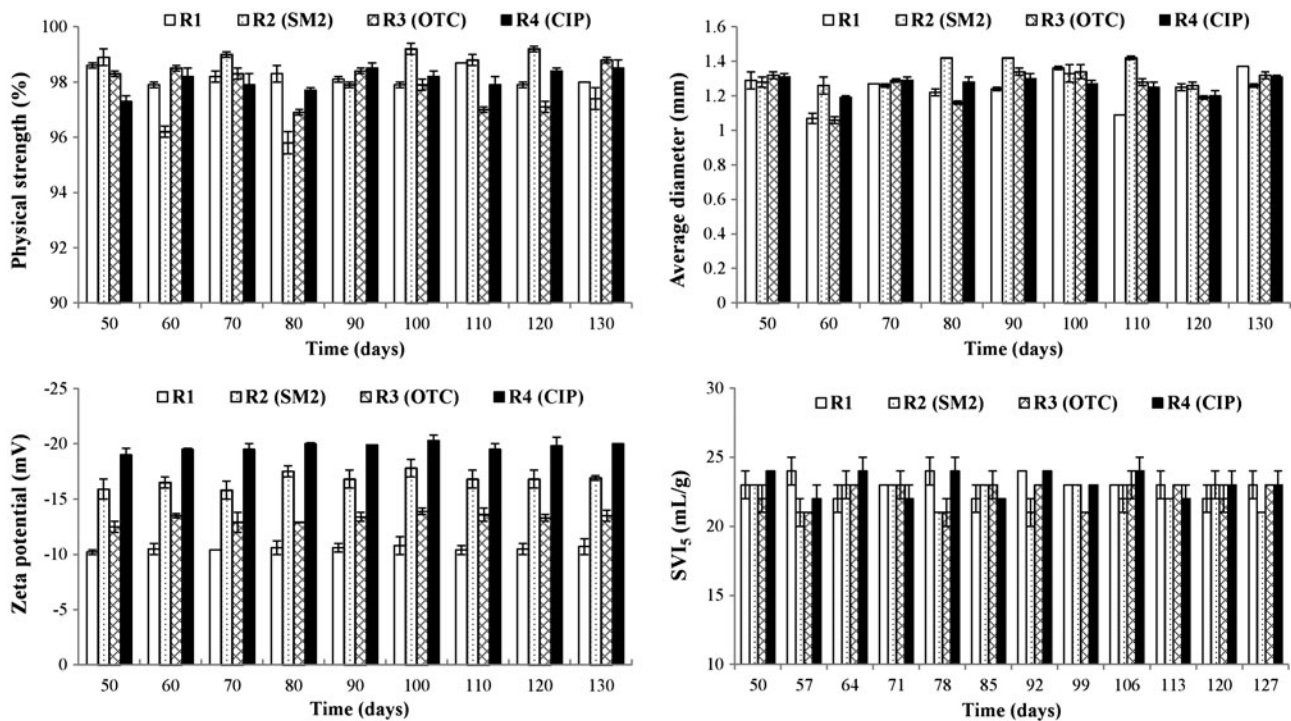 R1 R2 (SM2) R3 (OTC) R4 (CIP)
Physical strength (%)
100
98
96
94
92
90
50 60 70 80 90 100 110 120 130
Time (days)
R1 R2 (SM2) R3 (OTC) R4 (CIP)
Average diameter (mm)
1.6
1.4
1.2
1
0.8
0.6
0.4
0.2
0
50 60 70 80 90 100 110 120 130
Time (days)
R1 R2 (SM2) R3 (OTC) R4 (CIP)
Zeta potential (mV)
-25
-20
-15
-10
-5
0
50 60 70 80 90 100 110 120 130
Time (days)
R1 R2 (SM2) R3 (OTC) R4 (CIP)
SVI₅ (mL/g)
30
25
20
15
10
50 57 64 71 78 85 92 99 106 113 120 127
Time (days)